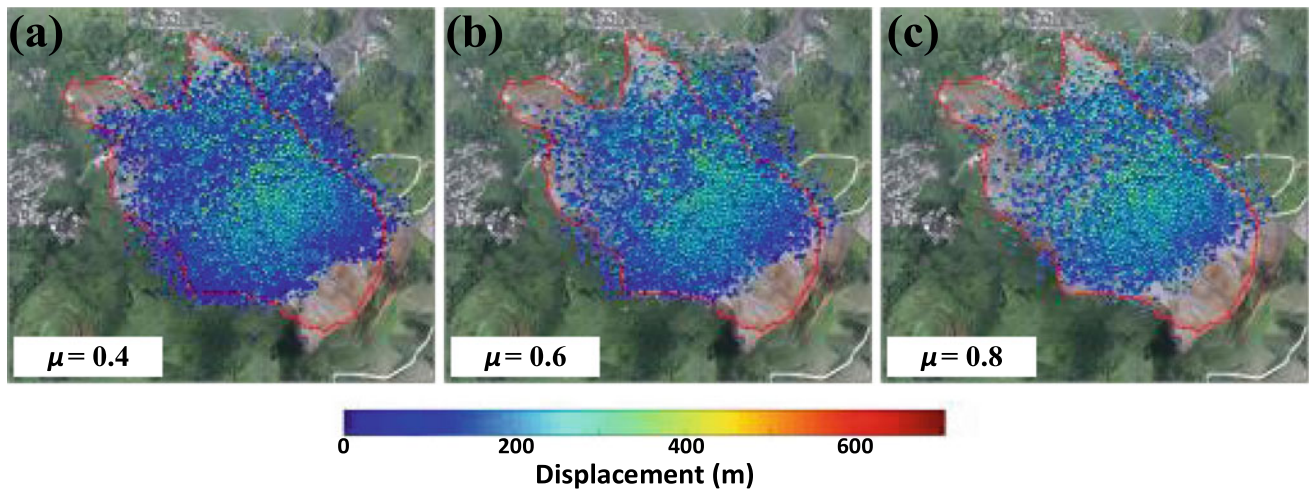 (a) (b) (c)
μ = 0.4 μ = 0.6 μ = 0.8
0 200 400 600
Displacement (m)